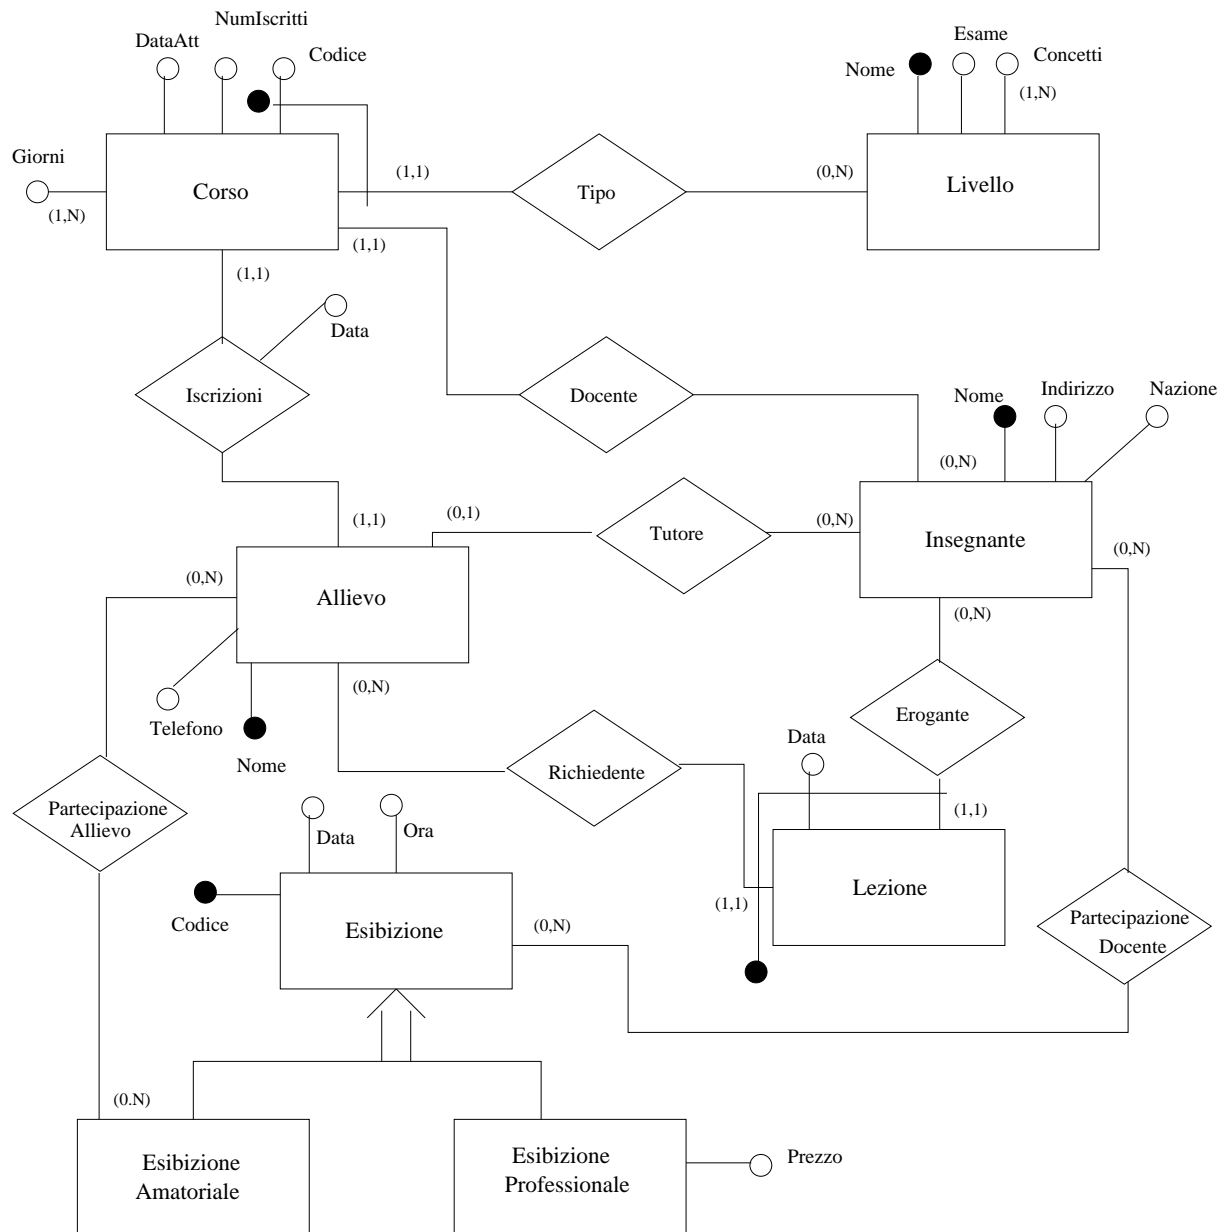 NumIscritti
DataAtt
Codice
Esame
Concetti
Nome
(1,N)
Giorni
(1,N)
Corso
(1,1)
Tipo
(0,N)
Livello
(1,1)
(1,1)
Data
Iscrizioni
Docente
Nome
Indirizzo
Nazione
(0,N)
(1,1)
(0,1)
Tutore
(0,N)
Insegnante
(0,N)
(0,N)
Allievo
(0,N)
(0,N)
Telefono
Nome
Erogante
Richiedente
Data
Partecipazione
Allievo
Data
Ora
(1,1)
Codice
Esibizione
(0,N)
Lezione
(1,1)
Partecipazione
Docente
(0.N)
Esibizione
Amatoriale
Esibizione
Professionale
Prezzo